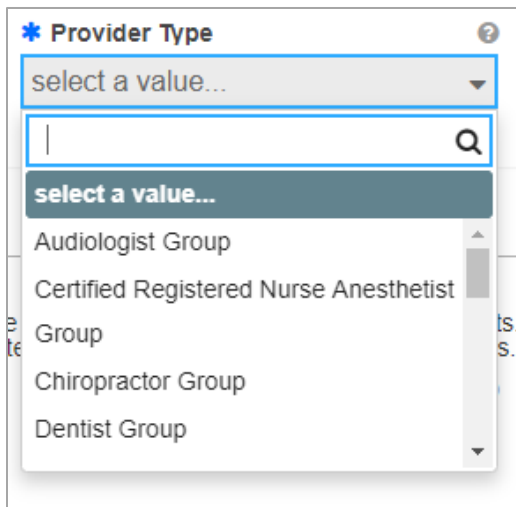 * Provider Type
select a value...
select a value...
Audiologist Group
Certified Registered Nurse Anesthetist
Group
Chiropractor Group
Dentist Group